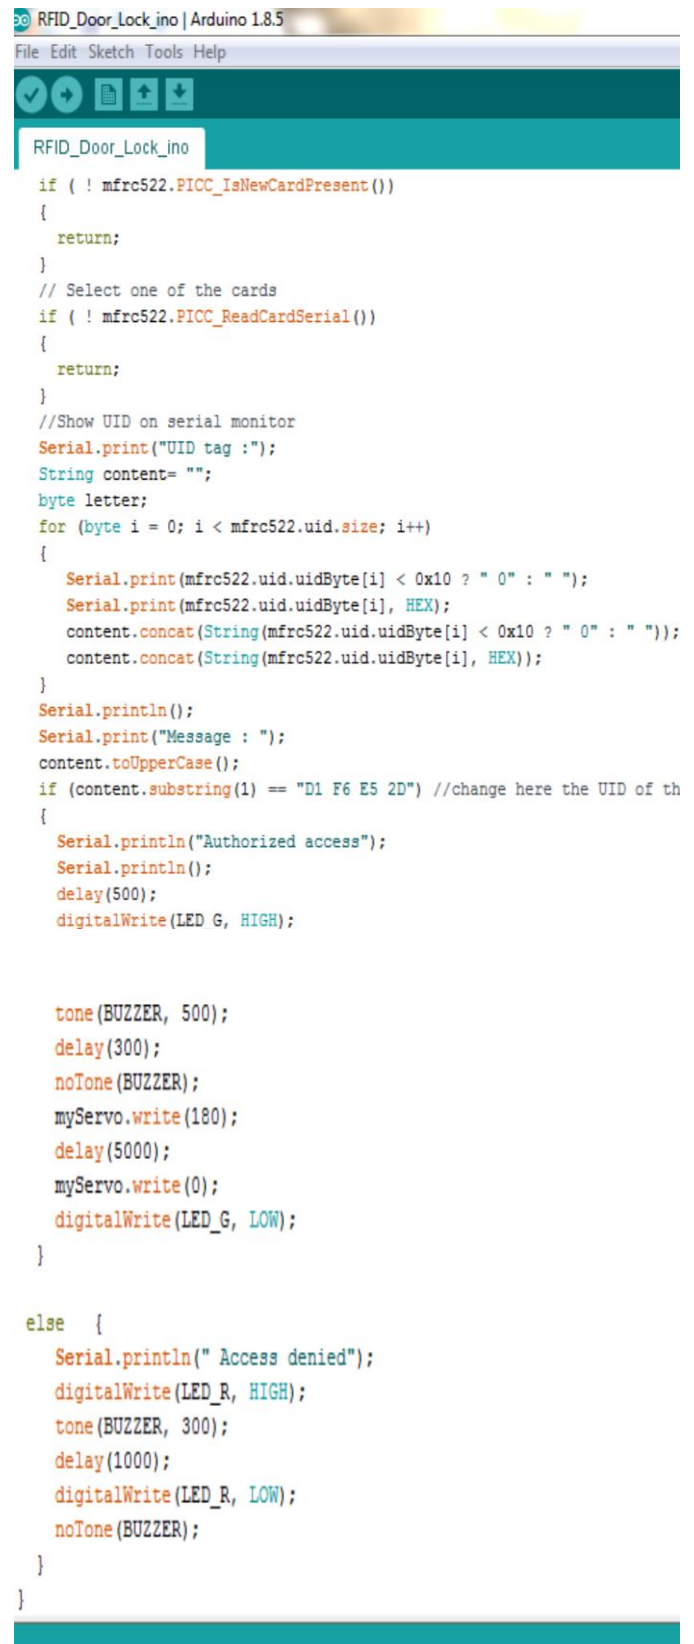 RFID_Door_Lock_ino | Arduino 1.8.5
File Edit Sketch Tools Help
RFID_Door_Lock_ino
if ( ! mfrc522.PICC_IsNewCardPresent())
{
return;
}
// Select one of the cards
if ( ! mfrc522.PICC_ReadCardSerial())
{
return;
}
//Show UID on serial monitor
Serial.print("UID tag :");
String content= "";
byte letter;
for (byte i = 0; i < mfrc522.uid.size; i++)
{
Serial.print(mfrc522.uid.uidByte[i] < 0x10 ? " 0" : " ");
Serial.print(mfrc522.uid.uidByte[i], HEX);
content.concat(String(mfrc522.uid.uidByte[i] < 0x10 ? " 0" : " "));
content.concat(String(mfrc522.uid.uidByte[i], HEX));
}
Serial.println();
Serial.print("Message : ");
content.toUpperCase();
if (content.substring(1) == "D1 F6 E5 2D") //change here the UID of th
{
Serial.println("Authorized access");
Serial.println();
delay(500);
digitalWrite(LED_G, HIGH);
tone(BUZZER, 500);
delay(300);
noTone(BUZZER);
myServo.write(180);
delay(5000);
myServo.write(0);
digitalWrite(LED_G, LOW);
}
else {
Serial.println(" Access denied");
digitalWrite(LED_R, HIGH);
tone(BUZZER, 300);
delay(1000);
digitalWrite(LED_R, LOW);
noTone(BUZZER);
}
}